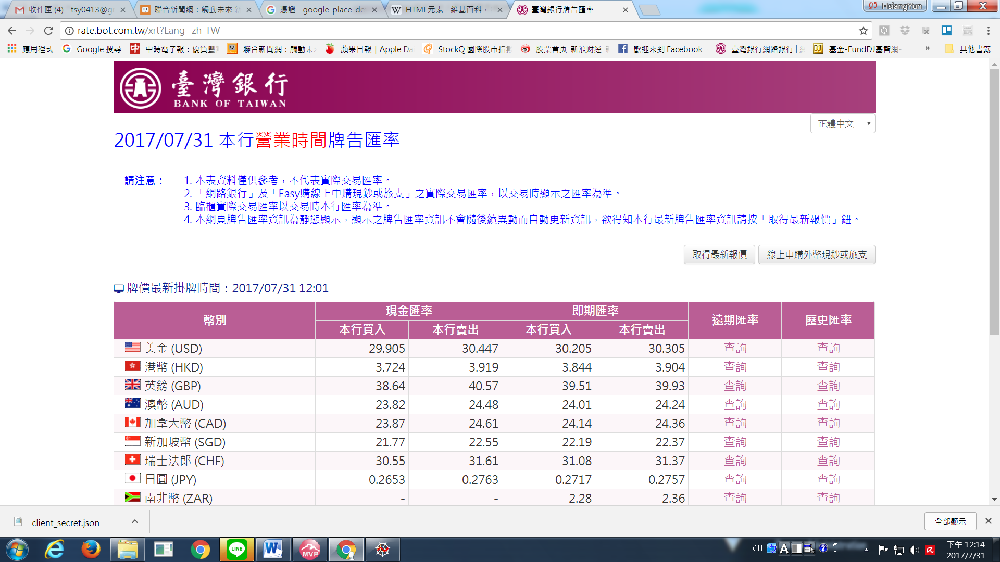 收件匣 (4) - tsy0413@g
聯合新聞網：觸動未來 新
憑證 - google-place-de
HTML元素 - 維基百科，
臺灣銀行牌告匯率
HsiangYun
rate.bot.com.tw/xrt?Lang=zh-TW
應用程式
Google 搜尋
中時電子報：優質豐
聯合新聞網：觸動未
蘋果日報 | Apple Da
StockQ 國際股市指數
股票首页_新浪财经_
歡迎來到 Facebook
臺灣銀行網路銀行 |
基金-FundDJ基智網-
»
其他書籤
臺灣銀行
BANK OF TAIWAN
正體中文
2017/07/31 本行營業時間牌告匯率
請注意：
1. 本表資料僅供參考，不代表實際交易匯率。
2. 「網路銀行」及「Easy購線上申購現鈔或旅支」之實際交易匯率，以交易時顯示之匯率為準。
3. 臨櫃實際交易匯率以交易時本行匯率為準。
4. 本網頁牌告匯率資訊為靜態顯示，顯示之牌告匯率資訊不會隨後續異動而自動更新資訊，欲得知本行最新牌告匯率資訊請按「取得最新報價」鈕。
取得最新報價 線上申購外幣現鈔或旅支
牌價最新掛牌時間：2017/07/31 12:01
幣別 現金匯率 即期匯率 遠期匯率 歷史匯率
本行買入 本行賣出 本行買入 本行賣出
美金 (USD) 29.905 30.447 30.205 30.305 查詢 查詢
港幣 (HKD) 3.724 3.919 3.844 3.904 查詢 查詢
英鎊 (GBP) 38.64 40.57 39.51 39.93 查詢 查詢
澳幣 (AUD) 23.82 24.48 24.01 24.24 查詢 查詢
加拿大幣 (CAD) 23.87 24.61 24.14 24.36 查詢 查詢
新加坡幣 (SGD) 21.77 22.55 22.19 22.37 查詢 查詢
瑞士法郎 (CHF) 30.55 31.61 31.08 31.37 查詢 查詢
日圓 (JPY) 0.2653 0.2763 0.2717 0.2757 查詢 查詢
南非幣 (ZAR) - - 2.28 2.36 查詢 查詢
client_secret.json
全部顯示
LINE
MVP
CH
A
下午 12:14
2017/7/31